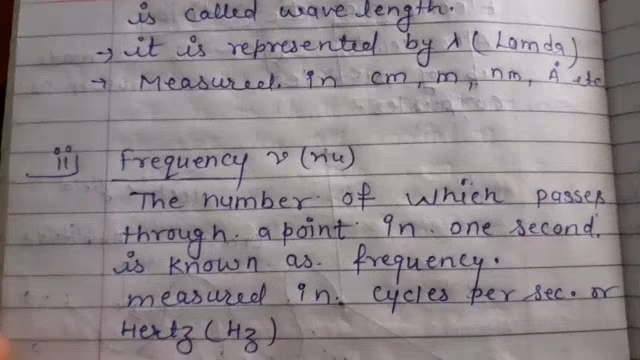 is called wave length.
→ it is represented by λ (Lamda)
→ Measured in cm, m, nm, Å etc
ii) frequency ν (niu)
The number of which passes
through a point in one second.
is known as frequency.
measured in. cycles per sec. or
Hertz (Hz)